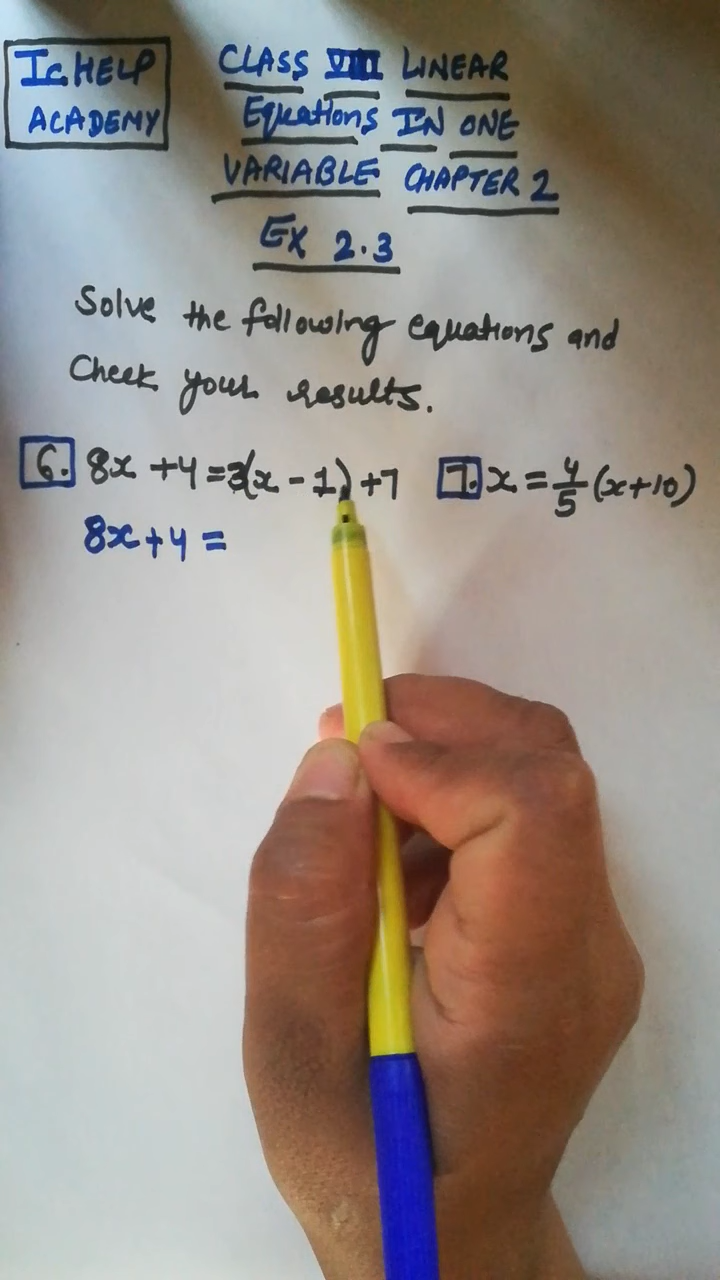 IC HELP
ACADEMY
CLASS VIII LINEAR
Equations IN ONE
VARIABLE CHAPTER 2
EX 2.3
Solve the following equations and
Check your results.
6. 8x + 4 = 3(x - 1) + 7
7. x = 4/5 (x + 10)
8x + 4 =